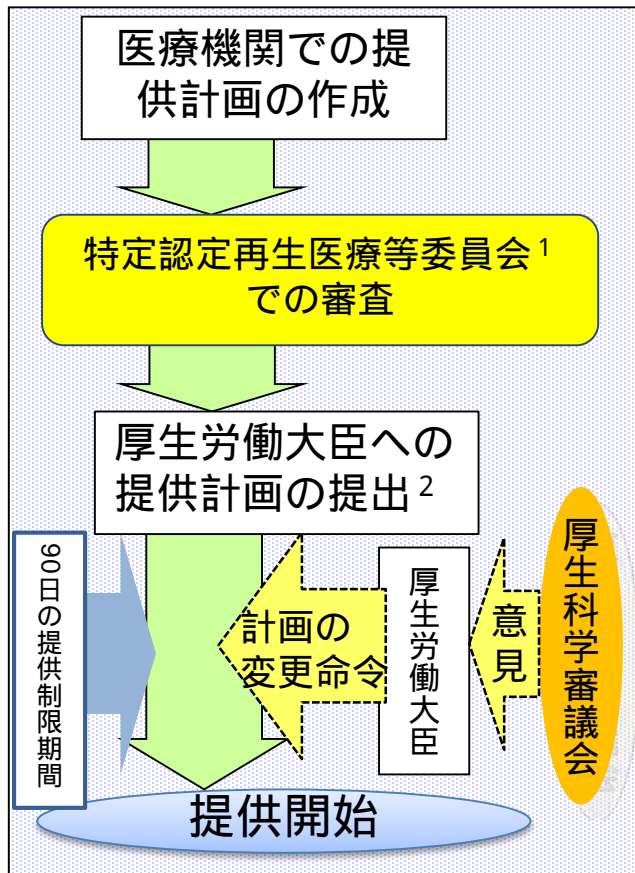 医療機関での提
供計画の作成
特定認定再生医療等委員会1
での審査
厚生労働大臣への
提供計画の提出2
90日の提供制限期間
計画の
変更命令
厚生労働大臣
意見
厚生科学審議会
提供開始